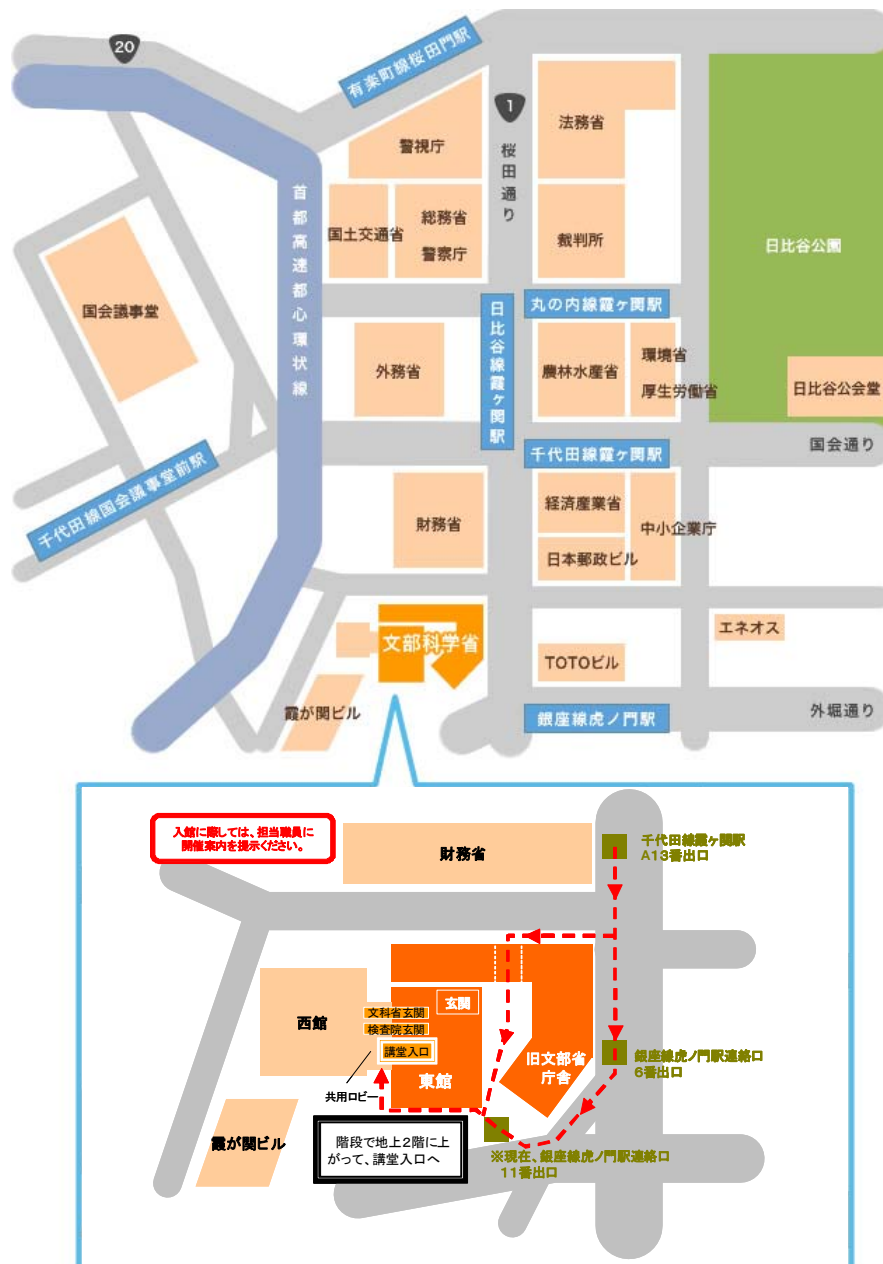 20
有楽町線桜田門駅
1
桜田通り
法務省
警視庁
首都高速都心環状線
国土交通省
総務省
警察庁
裁判所
日比谷公園
国会議事堂
丸の内線霞ヶ関駅
日比谷線霞ヶ関駅
外務省
農林水産省
環境省
厚生労働省
日比谷公会堂
国会通り
千代田線霞ヶ関駅
千代田線国会議事堂前駅
財務省
経済産業省
中小企業庁
日本郵政ビル
文部科学省
エネオス
TOTOビル
霞が関ビル
銀座線虎ノ門駅
外堀通り
入館に際しては、担当職員に
開催案内を提示ください。
財務省
千代田線霞ヶ関駅
A13番出口
西館
文科省玄関
検査院玄関
講堂入口
玄関
東館
共用ロビー
旧文部省
庁舎
銀座線虎ノ門駅連絡口
6番出口
霞が関ビル
階段で地上2階に上
がって、講堂入口へ
※現在、銀座線虎ノ門駅連絡口
11番出口